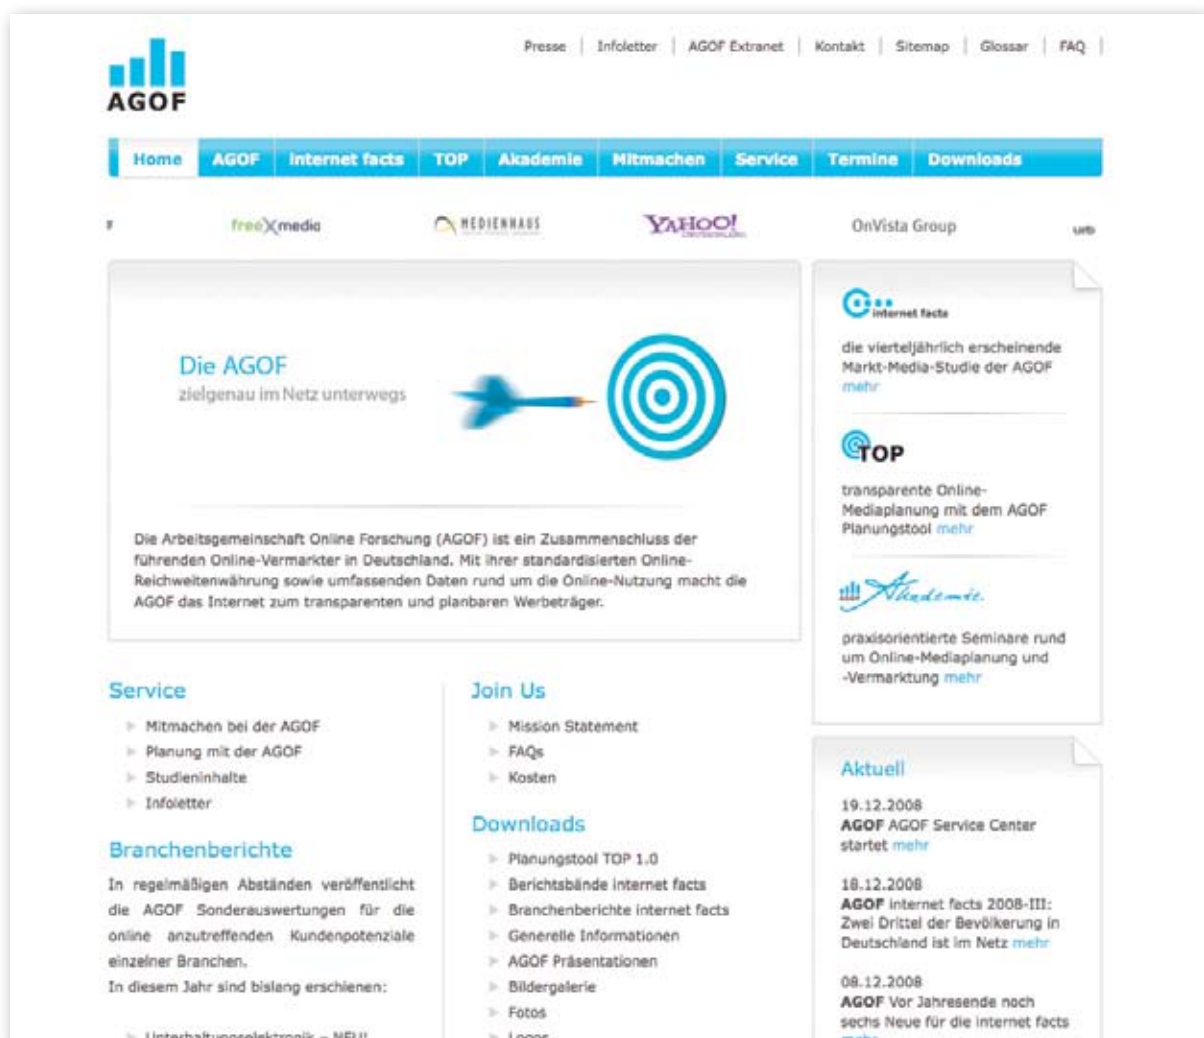 AGOF
Presse | Infoletter | AGOF Extranet | Kontakt | Sitemap | Glossar | FAQ |
Home AGOF internet facts TOP Akademie Mitmachen Service Termine Downloads
freeXmedia MEDIENHAUS YAHOO! OnVista Group
Die AGOF
zielgenau im Netz unterwegs
Die Arbeitsgemeinschaft Online Forschung (AGOF) ist ein Zusammenschluss der
führenden Online-Vermarkter in Deutschland. Mit ihrer standardisierten Online-
Reichweitenwährung sowie umfassenden Daten rund um die Online-Nutzung macht die
AGOF das Internet zum transparenten und planbaren Werbeträger.
internet facts
die vierteljährlich erscheinende
Markt-Media-Studie der AGOF
mehr
TOP
transparente Online-
Mediaplanung mit dem AGOF
Planungstool mehr
Akademie
praxisorientierte Seminare rund
um Online-Mediaplanung und
-Vermarktung mehr
Service
Mitmachen bei der AGOF
Planung mit der AGOF
Studieninhalte
Infoletter
Branchenberichte
In regelmäßigen Abständen veröffentlicht
die AGOF Sonderauswertungen für die
online anzutreffenden Kundenpotenziale
einzelner Branchen.
In diesem Jahr sind bislang erschienen:
Unterhaltungselektronik – NEU!
Join Us
Mission Statement
FAQs
Kosten
Downloads
Planungstool TOP 1.0
Berichtsbände internet facts
Branchenberichte internet facts
Generelle Informationen
AGOF Präsentationen
Bildergalerie
Fotos
Logos
Aktuell
19.12.2008
AGOF AGOF Service Center
startet mehr
18.12.2008
AGOF internet facts 2008-III:
Zwei Drittel der Bevölkerung in
Deutschland ist im Netz mehr
08.12.2008
AGOF Vor Jahresende noch
sechs Neue für die internet facts
mehr